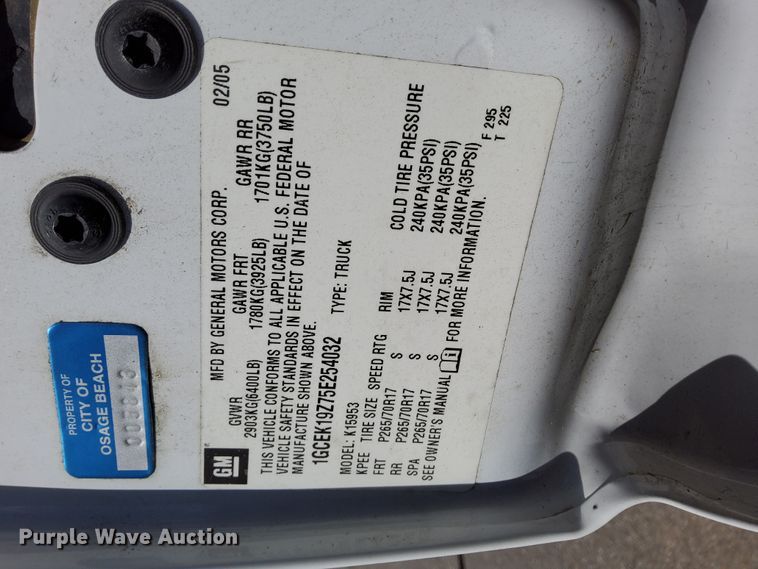 MFD BY GENERAL MOTORS CORP. 02/05
GVWR GAWR FRT GAWR RR
2903KG(6400LB) 1780KG(3925LB) 1701KG(3750LB)
THIS VEHICLE CONFORMS TO ALL APPLICABLE U.S. FEDERAL MOTOR
VEHICLE SAFETY STANDARDS IN EFFECT ON THE DATE OF
MANUFACTURE SHOWN ABOVE.
1GCEK19Z75E254032 TYPE: TRUCK
MODEL: K15953
KPEE TIRE SIZE SPEED RTG RIM COLD TIRE PRESSURE
FRT P265/70R17 S 17X7.5J 240KPA(35PSI)
RR P265/70R17 S 17X7.5J 240KPA(35PSI)
SPA P265/70R17 S 17X7.5J 240KPA(35PSI)
SEE OWNER'S MANUAL i FOR MORE INFORMATION.
F 295
T 225
GM
PROPERTY OF
CITY OF
OSAGE BEACH
Purple Wave Auction